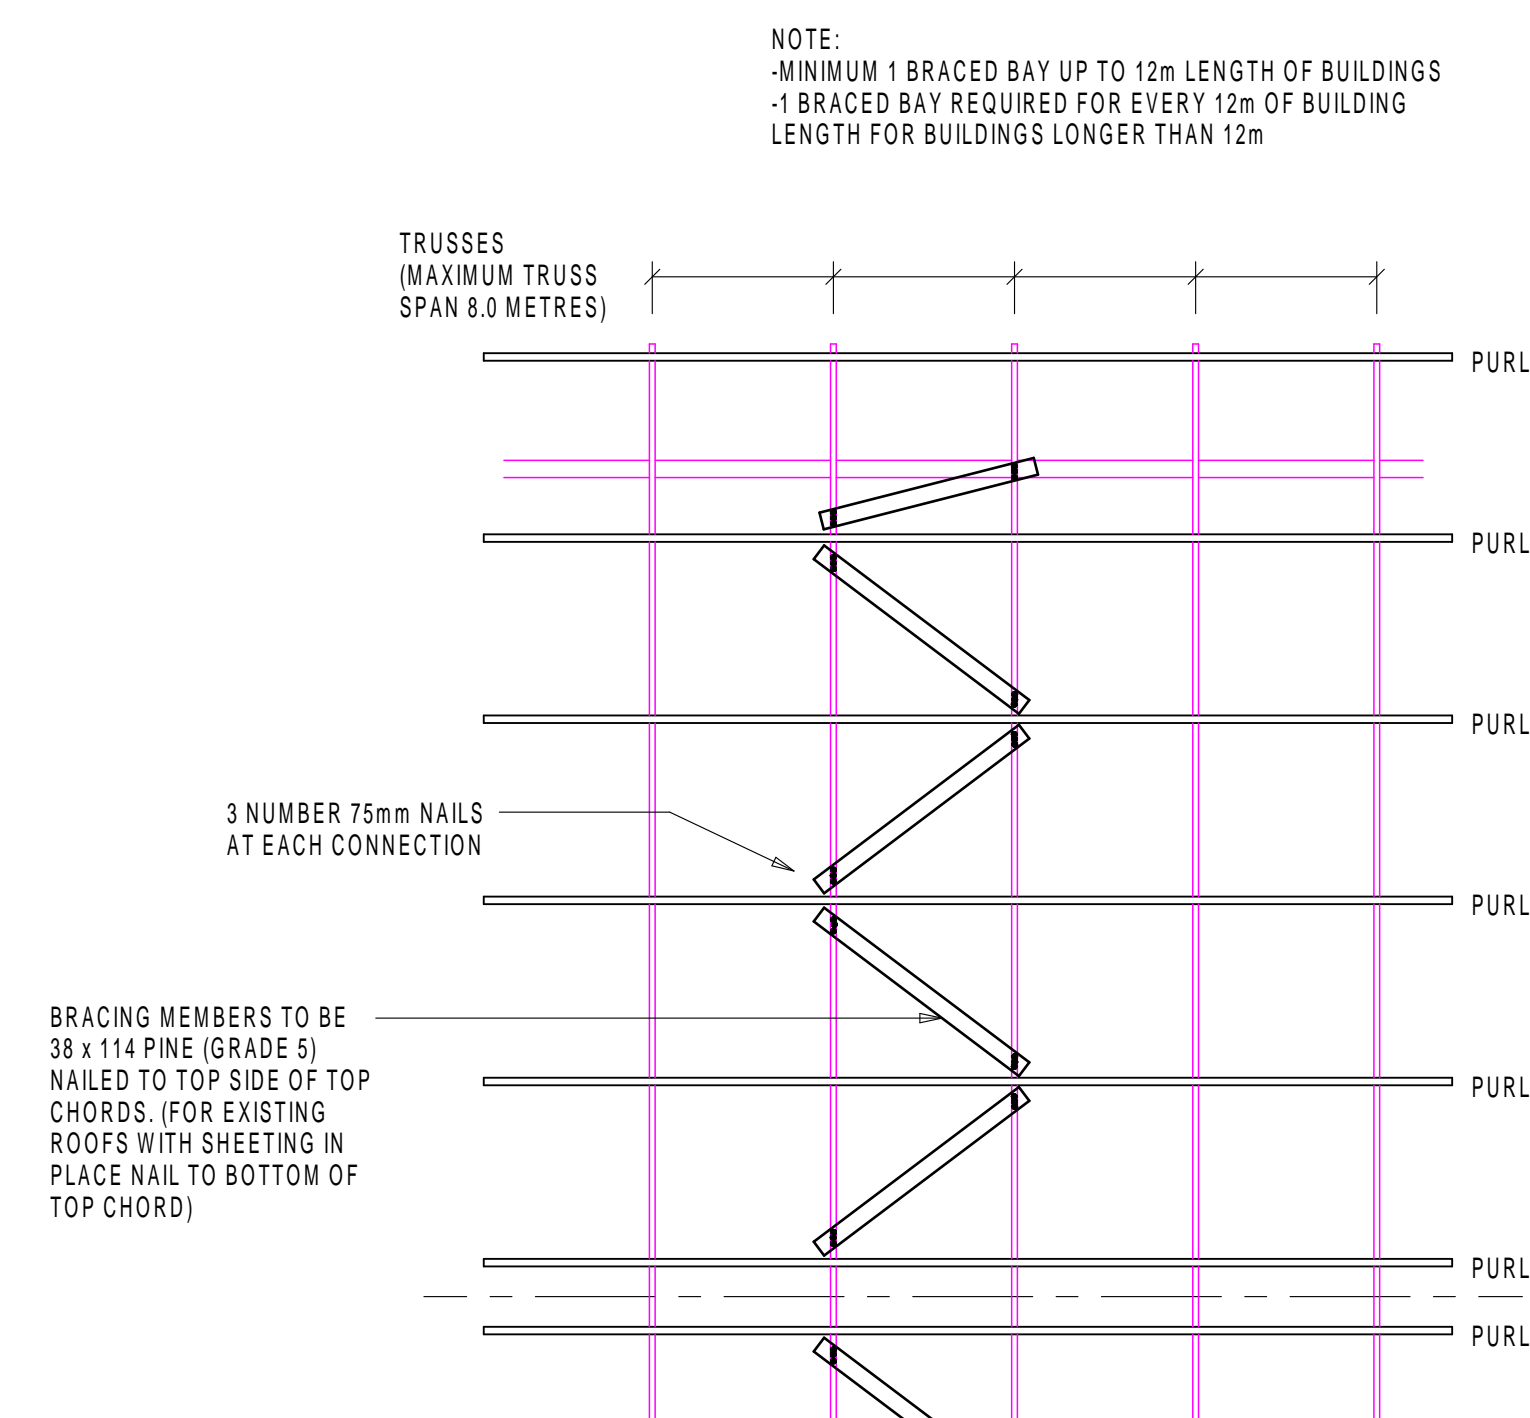 NOTE:
-MINIMUM 1 BRACED BAY UP TO 12m LENGTH OF BUILDINGS
-1 BRACED BAY REQUIRED FOR EVERY 12m OF BUILDING
LENGTH FOR BUILDINGS LONGER THAN 12m
TRUSSES
(MAXIMUM TRUSS
SPAN 8.0 METRES)
PURL
PURL
PURL
3 NUMBER 75mm NAILS
AT EACH CONNECTION
PURL
BRACING MEMBERS TO BE
38 x 114 PINE (GRADE 5)
NAILED TO TOP SIDE OF TOP
CHORDS. (FOR EXISTING
ROOFS WITH SHEETING IN
PLACE NAIL TO BOTTOM OF
TOP CHORD)
PURL
PURL
PURL